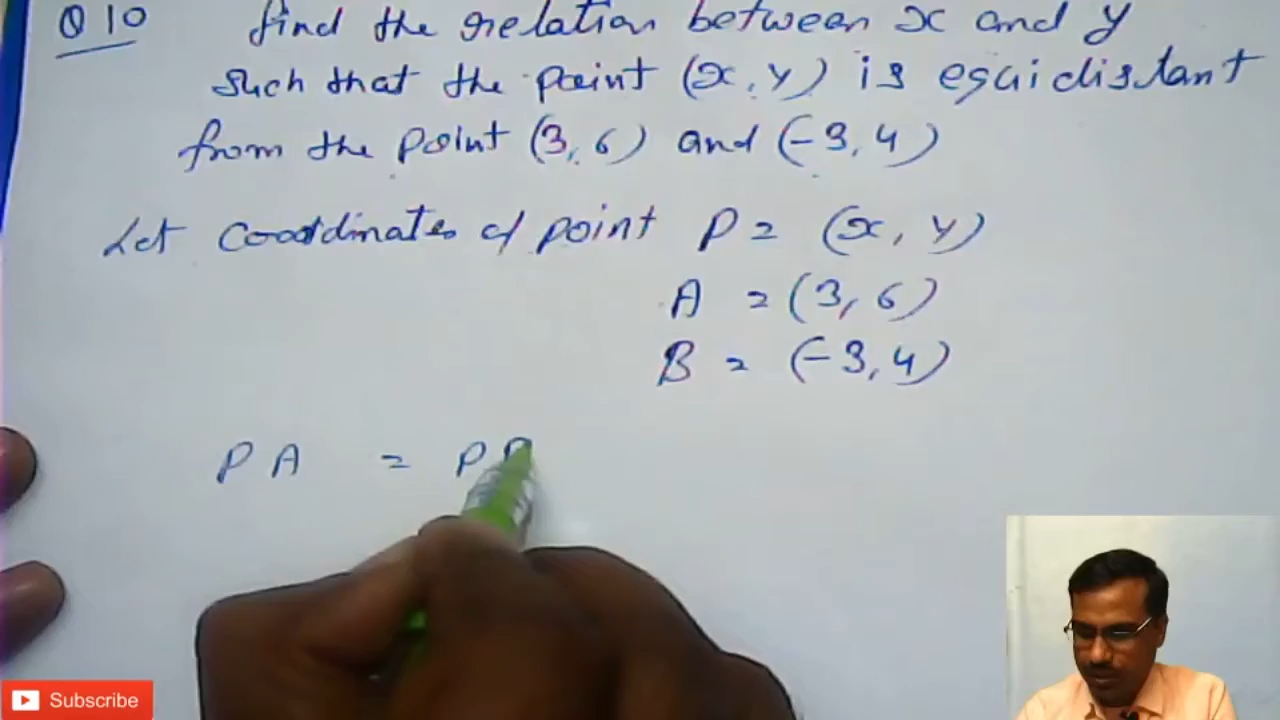 Q 10 Find the relation between x and y
such that the point (x, y) is equidistant
from the point (3, 6) and (-3, 4)
Let coordinates of point P = (x, y)
A = (3, 6)
B = (-3, 4)
PA = P
Subscribe